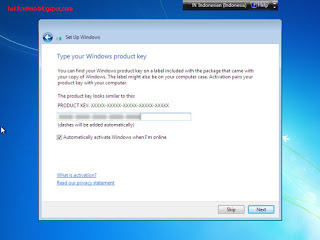 IN Indonesian (Indonesia)
Help
Set Up Windows
Type your Windows product key
You can find your Windows product key on a label included with the package that came with
your copy of Windows. The label might also be on your computer case. Activation pairs your
product key with your computer.
The product key looks similar to this:
PRODUCT KEY: XXXXX-XXXXX-XXXXX-XXXXX-XXXXX
(dashes will be added automatically)
Automatically activate Windows when I'm online
What is activation?
Read our privacy statement
Skip
Next